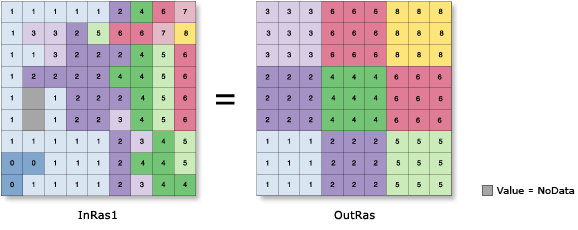 1 1 1 1 1 2 4 6 7
1 3 3 2 5 6 6 7 8
1 1 3 2 2 2 4 5 6
1 2 2 2 2 4 4 5 6
1 1 2 2 2 4 5 6
1 1 2 2 3 4 5 6
1 1 1 1 1 2 3 4 5
0 0 1 1 1 2 4 4 5
0 1 1 1 1 2 3 4 4
InRas1
=
3 3 3 6 6 6 8 8 8
3 3 3 6 6 6 8 8 8
3 3 3 6 6 6 8 8 8
2 2 2 4 4 4 6 6 6
2 2 2 4 4 4 6 6 6
2 2 2 4 4 4 6 6 6
1 1 1 2 2 2 5 5 5
1 1 1 2 2 2 5 5 5
1 1 1 2 2 2 5 5 5
OutRas
Value = NoData